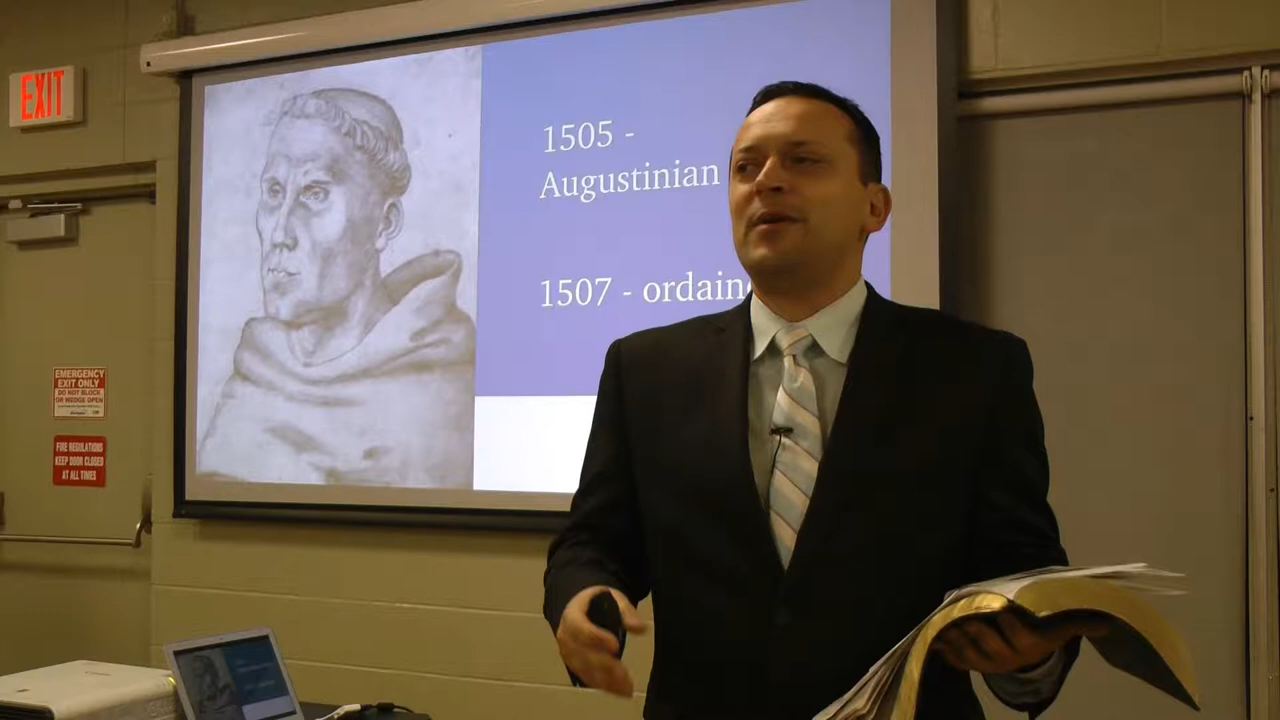 EXIT
1505 -
Augustinian
1507 - ordain
EMERGENCY
EXIT ONLY
DO NOT BLOCK
OR WEDGE OPEN
FIRE REGULATIONS
KEEP DOOR CLOSED
AT ALL TIMES